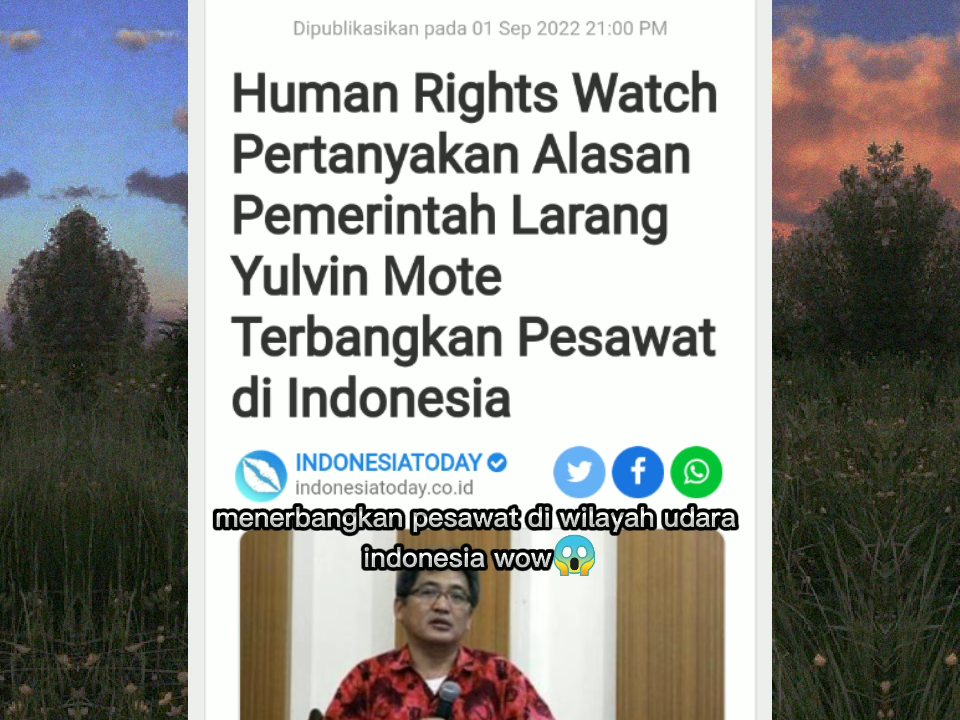 Dipublikasikan pada 01 Sep 2022 21:00 PM
Human Rights Watch
Pertanyakan Alasan
Pemerintah Larang
Yulvin Mote
Terbangkan Pesawat
di Indonesia
INDONESIATODAY
indonesiatoday.co.id
menerbangkan pesawat di wilayah udara
indonesia wow😱